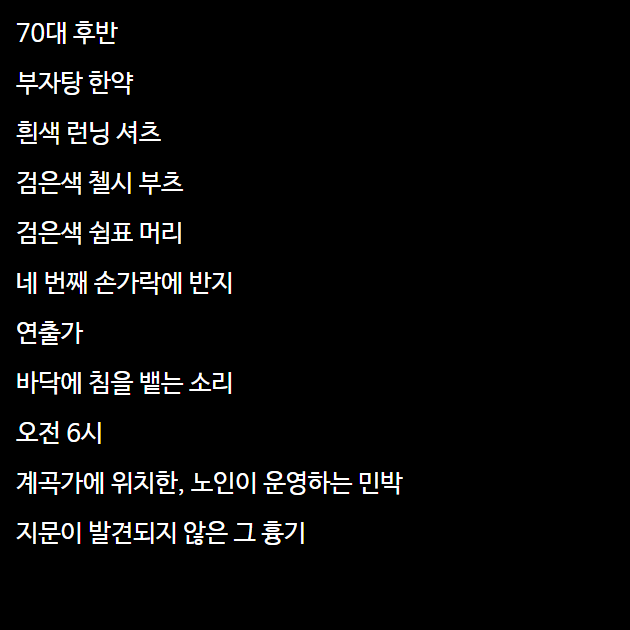 70대 후반
부자탕 한약
흰색 런닝 셔츠
검은색 첼시 부츠
검은색 쉼표 머리
네 번째 손가락에 반지
연출가
바닥에 침을 뱉는 소리
오전 6시
계곡가에 위치한, 노인이 운영하는 민박
지문이 발견되지 않은 그 흉기